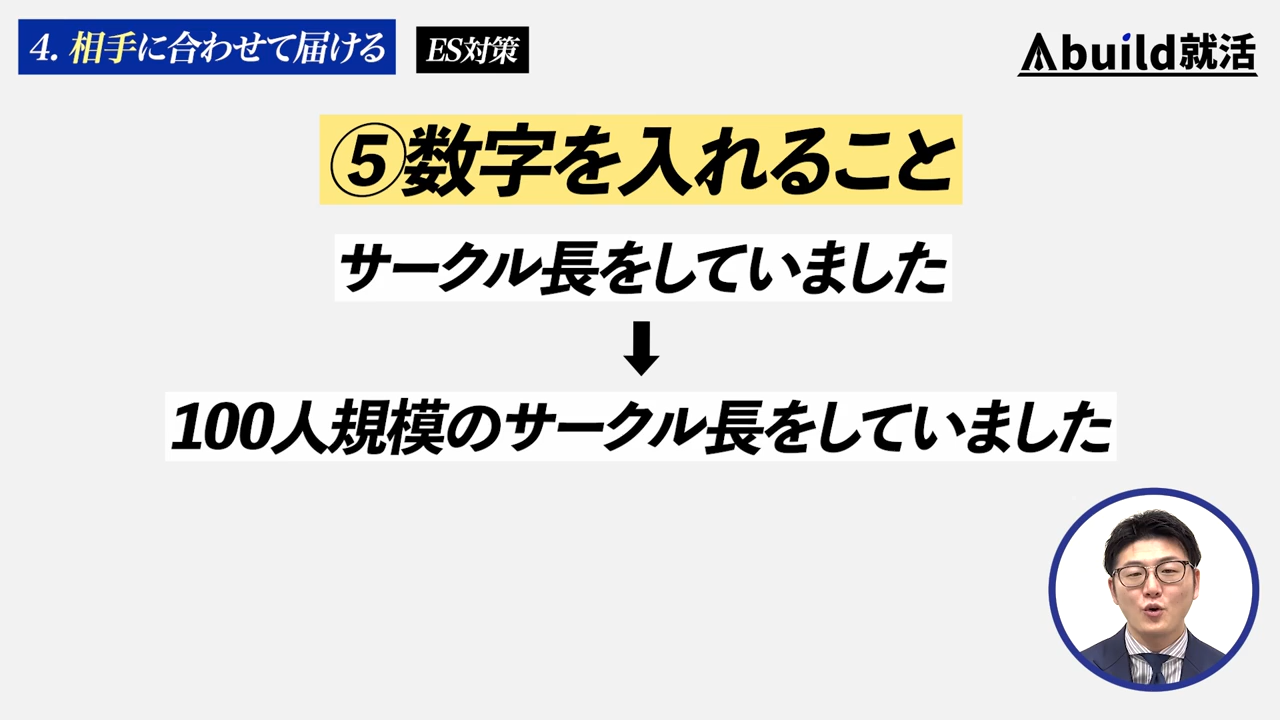 4. 相手に合わせて届ける
ES対策
Abuild就活
⑤数字を入れること
サークル長をしていました
⬇
100人規模のサークル長をしていました